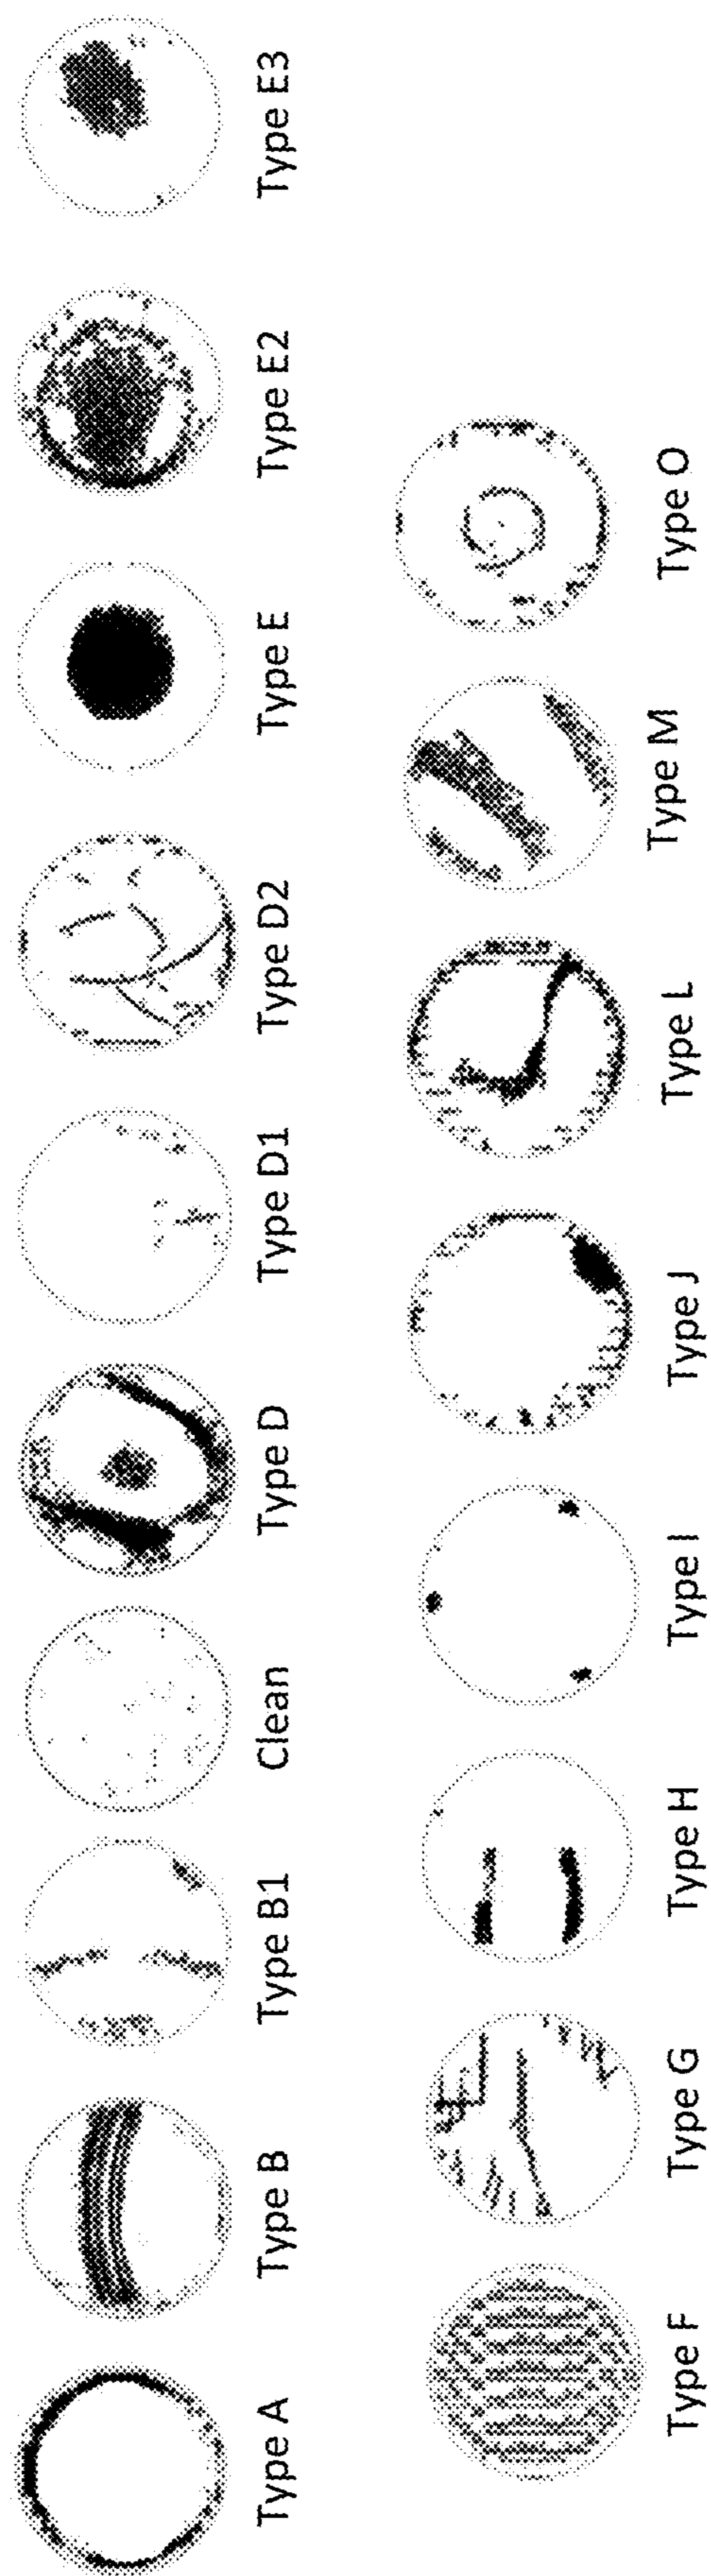 Type A
Type B
Type B1
Clean
Type D
Type D1
Type D2
Type E
Type E2
Type E3
Type F
Type G
Type H
Type I
Type J
Type L
Type M
Type O